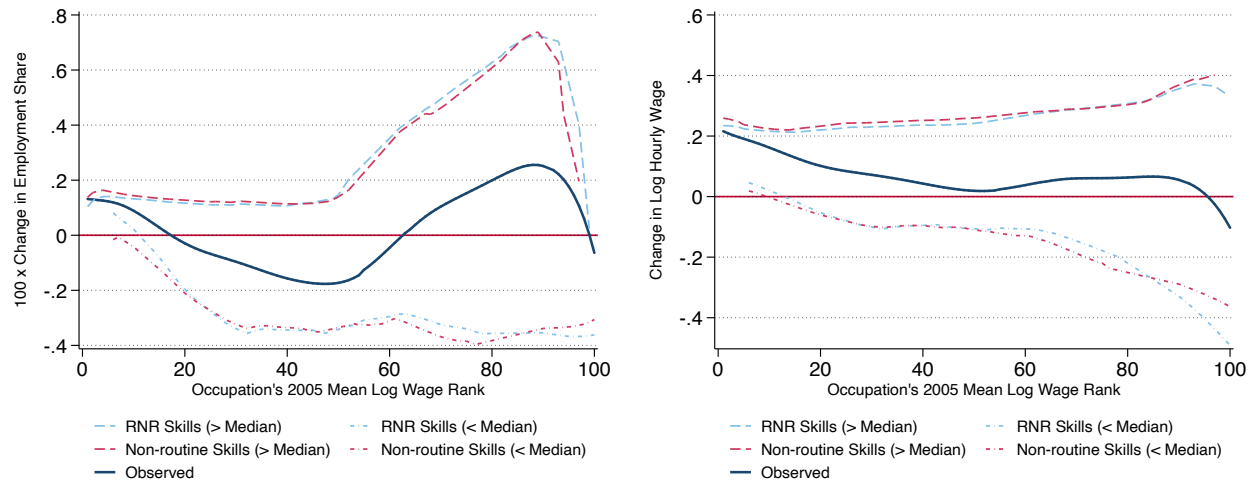 100 x Change in Employment Share
.8
.6
.4
.2
0
-.2
-.4
0 20 40 60 80 100
Occupation's 2005 Mean Log Wage Rank
RNR Skills (> Median) RNR Skills (< Median)
Non-routine Skills (> Median) Non-routine Skills (< Median)
Observed
Change in Log Hourly Wage
.6
.4
.2
0
-.2
-.4
0 20 40 60 80 100
Occupation's 2005 Mean Log Wage Rank
RNR Skills (> Median) RNR Skills (< Median)
Non-routine Skills (> Median) Non-routine Skills (< Median)
Observed